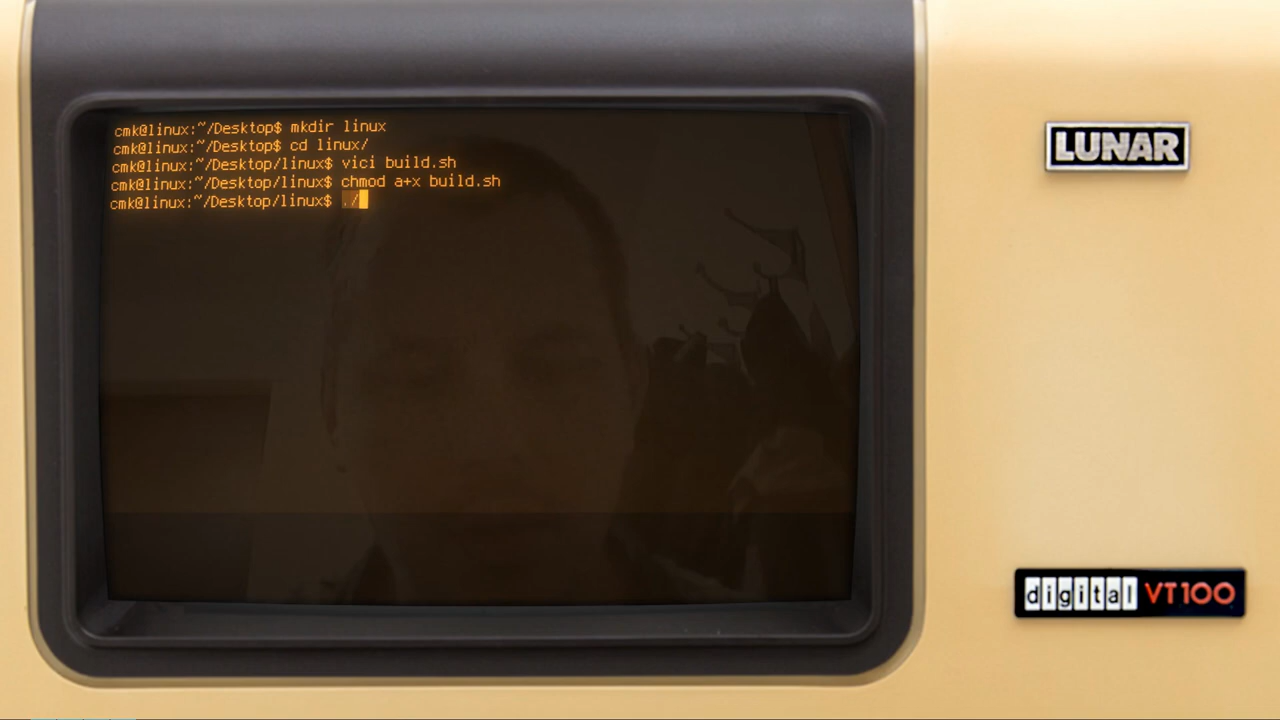 cmk@linux:~/Desktop$ mkdir linux
cmk@linux:~/Desktop$ cd linux/
cmk@linux:~/Desktop/linux$ vici build.sh
cmk@linux:~/Desktop/linux$ chmod a+x build.sh
cmk@linux:~/Desktop/linux$ ./
LUNAR
digital VT100